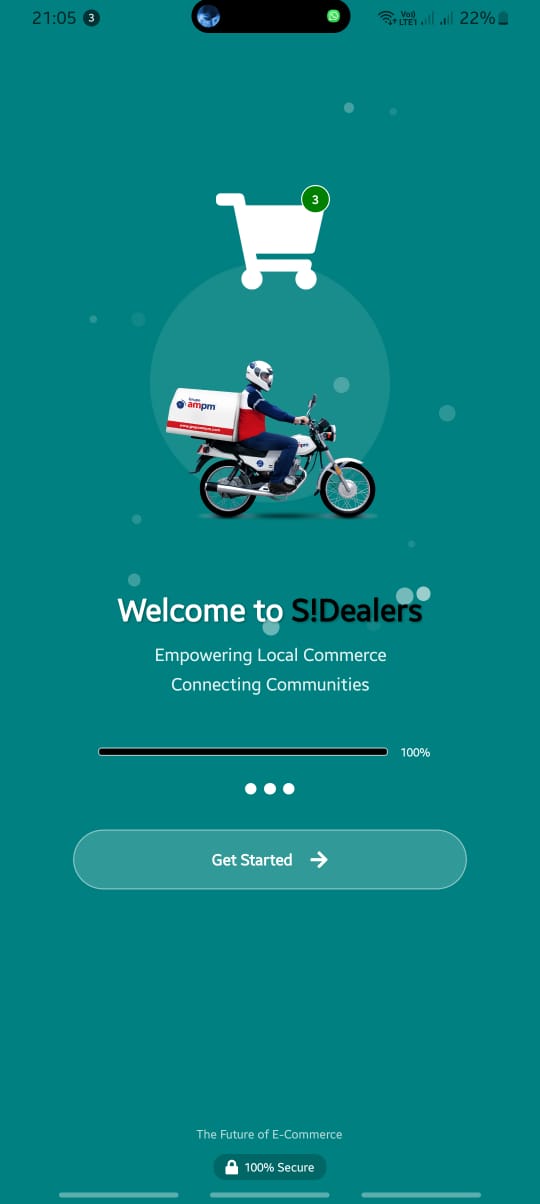 21:05 3
Vo))
LTE1
22%
3
Grupo
ampm
Welcome to S!Dealers
Empowering Local Commerce
Connecting Communities
100%
Get Started
The Future of E-Commerce
100% Secure